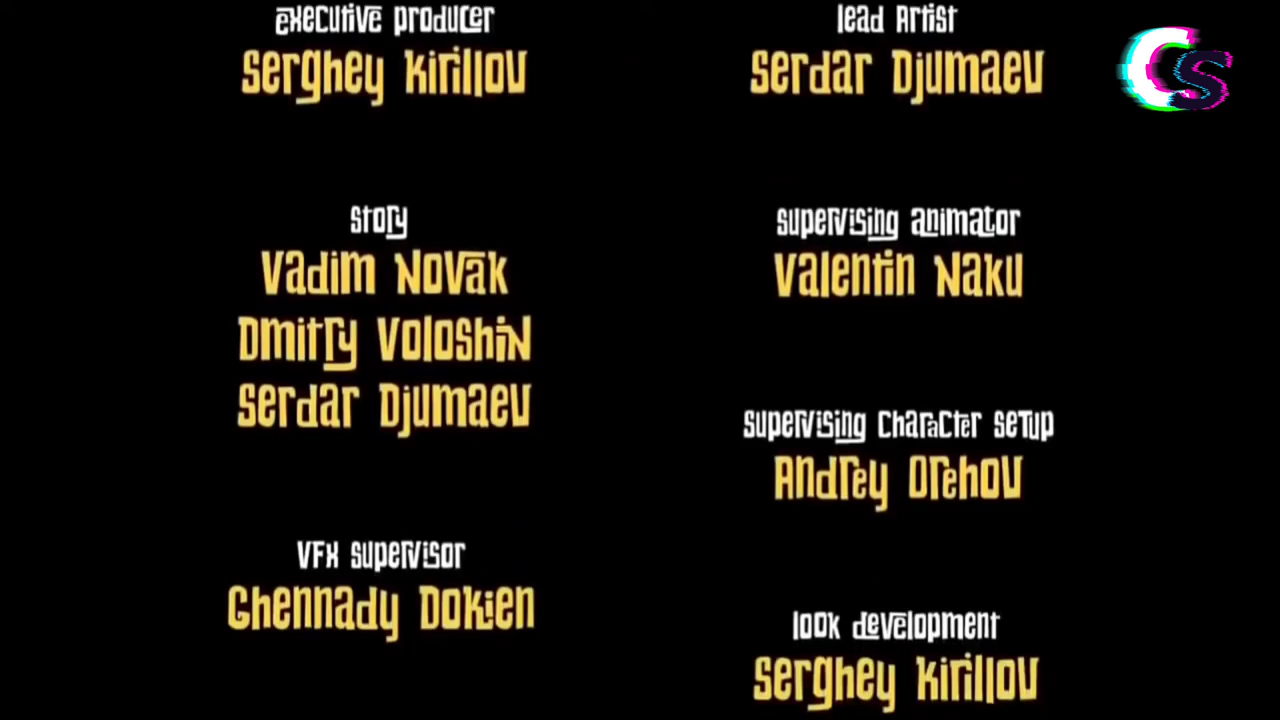 executive producer
Serghey Kirillov
story
Vadim Novak
Dmitry Voloshin
Serdar Djumaev
VFX supervisor
Ghennady Dokien
lead Artist
Serdar Djumaev
CS
supervising animator
Valentin Naku
supervising character setup
Andrey Orehov
look development
Serghey Kirillov